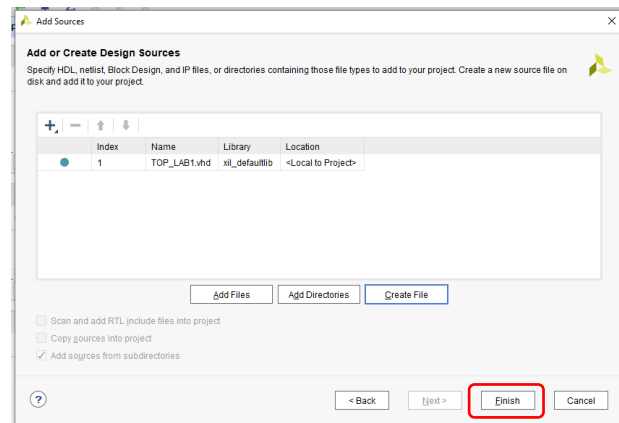 Add Sources
Add or Create Design Sources
Specify HDL, netlist, Block Design, and IP files, or directories containing those file types to add to your project. Create a new source file on
disk and add it to your project.
Index Name Library Location
1 TOP_LAB1.vhd xil_defaultlib <Local to Project>
Add Files Add Directories Create File
Scan and add RTL include files into project
Copy sources into project
Add sources from subdirectories
? < Back Next > Finish Cancel